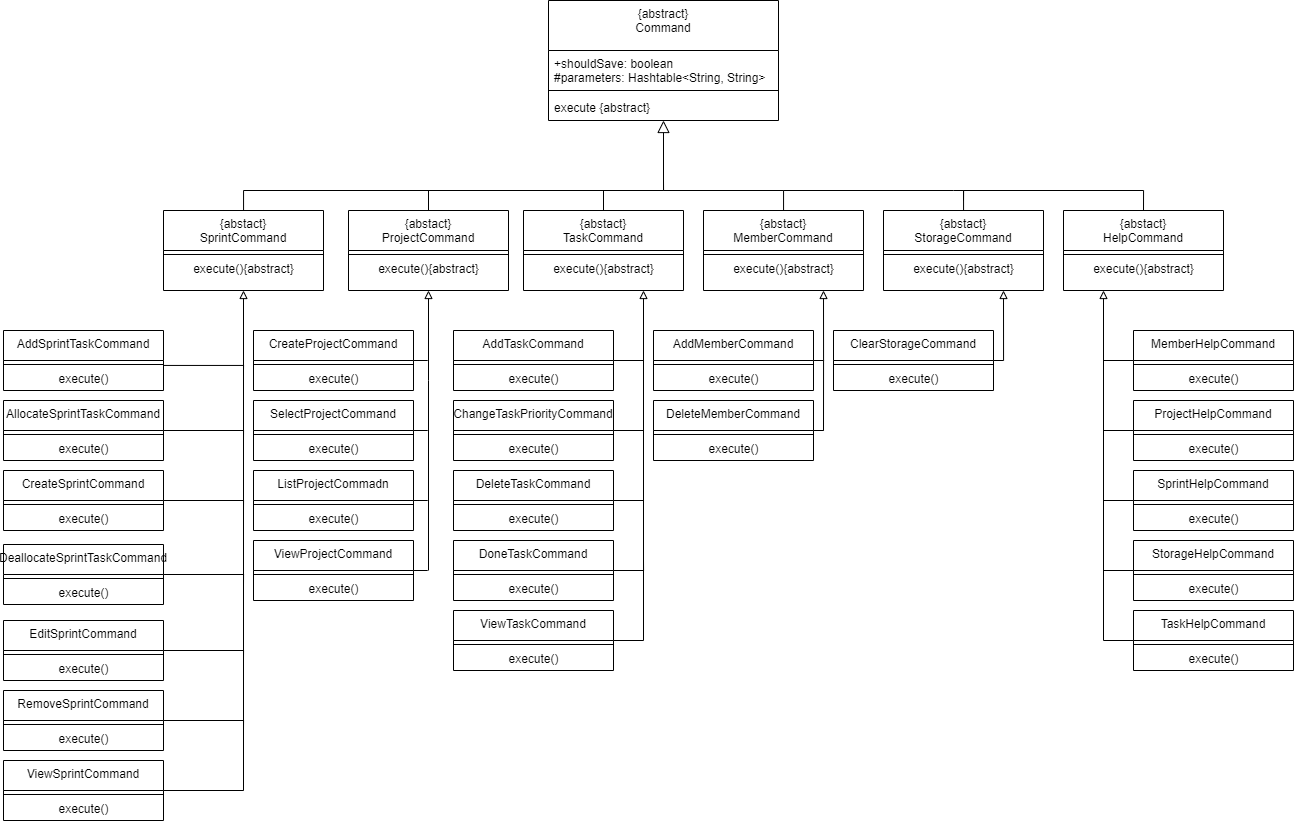 {abstract}
Command
+shouldSave: boolean
#parameters: Hashtable<String, String>
execute {abstract}
{abstact}
SprintCommand
execute(){abstract}
{abstact}
ProjectCommand
execute(){abstract}
{abstact}
TaskCommand
execute(){abstract}
{abstact}
MemberCommand
execute(){abstract}
{abstact}
StorageCommand
execute(){abstract}
{abstact}
HelpCommand
execute(){abstract}
AddSprintTaskCommand
execute()
AllocateSprintTaskCommand
execute()
CreateSprintCommand
execute()
DeallocateSprintTaskCommand
execute()
EditSprintCommand
execute()
RemoveSprintCommand
execute()
ViewSprintCommand
execute()
CreateProjectCommand
execute()
SelectProjectCommand
execute()
ListProjectCommadn
execute()
ViewProjectCommand
execute()
AddTaskCommand
execute()
ChangeTaskPriorityCommand
execute()
DeleteTaskCommand
execute()
DoneTaskCommand
execute()
ViewTaskCommand
execute()
AddMemberCommand
execute()
DeleteMemberCommand
execute()
ClearStorageCommand
execute()
MemberHelpCommand
execute()
ProjectHelpCommand
execute()
SprintHelpCommand
execute()
StorageHelpCommand
execute()
TaskHelpCommand
execute()